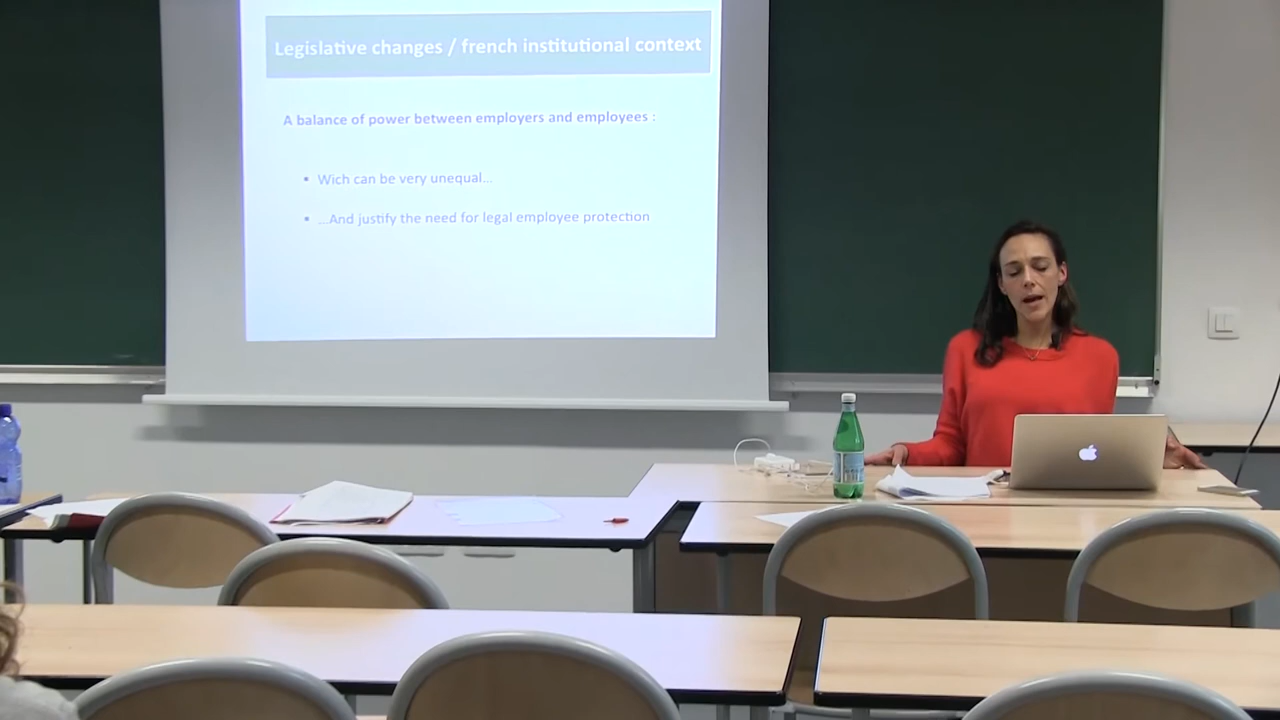 Legislative changes / french institutional context
A balance of power between employers and employees :
▪ Wich can be very unequal...
▪ ...And justify the need for legal employee protection